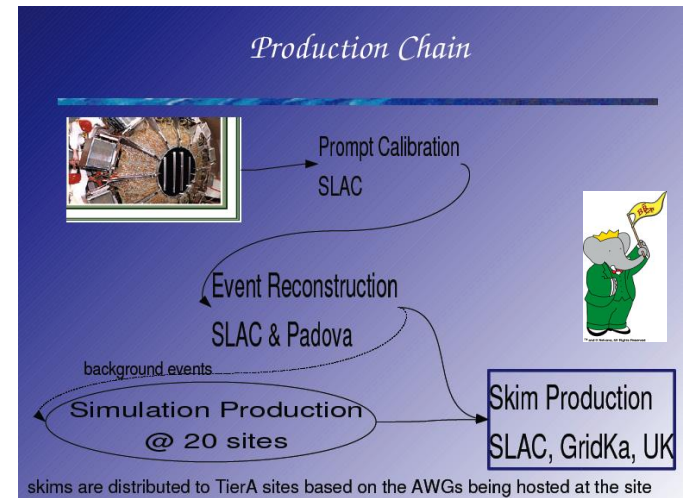 Production Chain
Prompt Calibration
SLAC
Event Reconstruction
SLAC & Padova
background events
Simulation Production
@ 20 sites
Skim Production
SLAC, GridKa, UK
skims are distributed to TierA sites based on the AWGs being hosted at the site